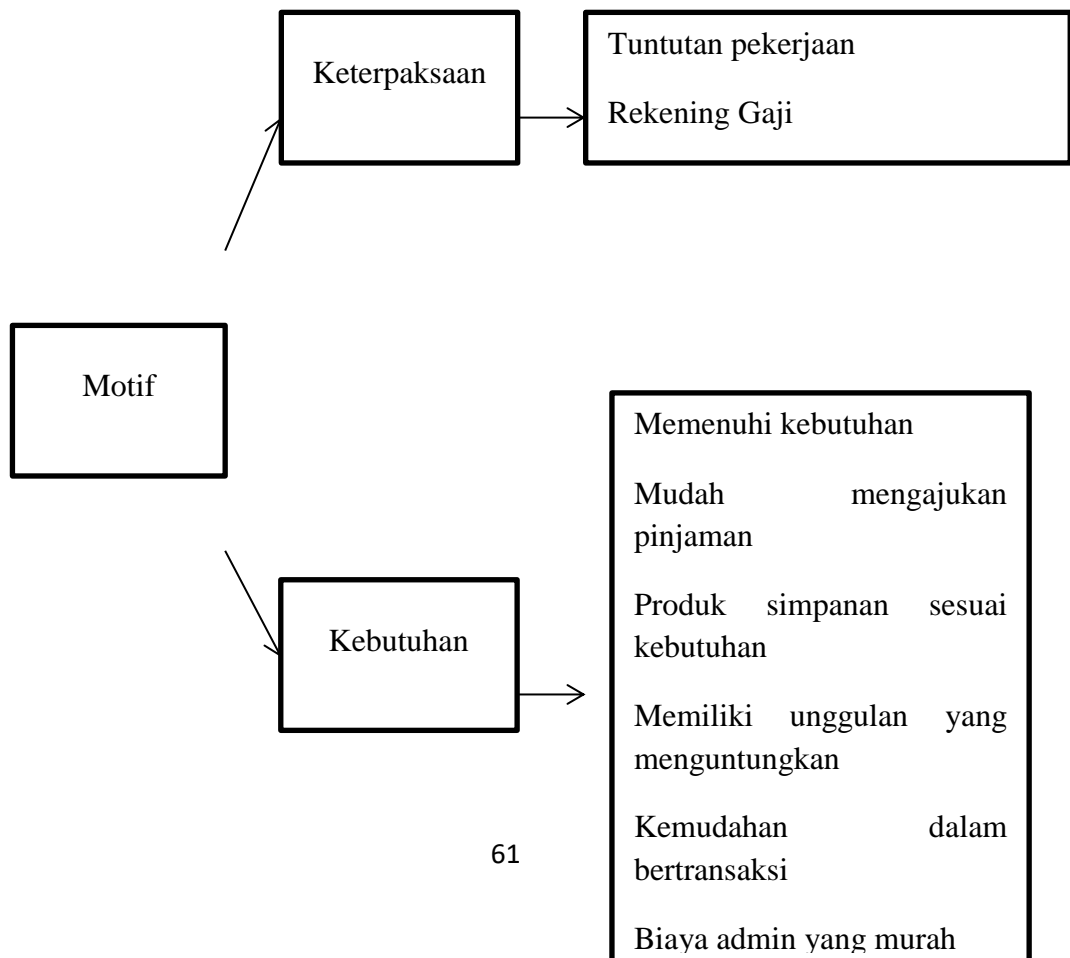 Keterpaksaan
Tuntutan pekerjaan
Rekening Gaji
Motif
Kebutuhan
Memenuhi kebutuhan
Mudah mengajukan
pinjaman
Produk simpanan sesuai
kebutuhan
Memiliki unggulan yang
menguntungkan
Kemudahan dalam
bertransaksi
Biaya admin yang murah
61